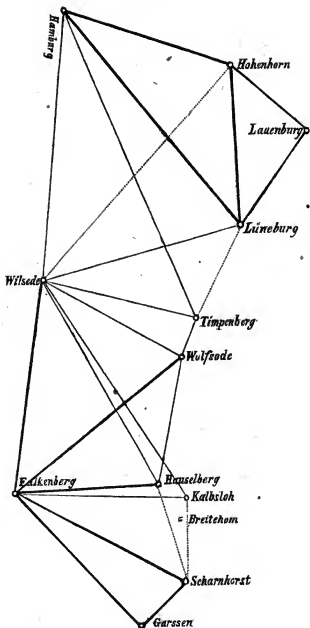 Hamburg
Hohenhorn
Lauenburg
Lüneburg
Wilsede
Timpenberg
Wulfsode
Falkenberg
Hauselberg
Kalbsloh
Breitehorn
Scharnhorst
Garssen